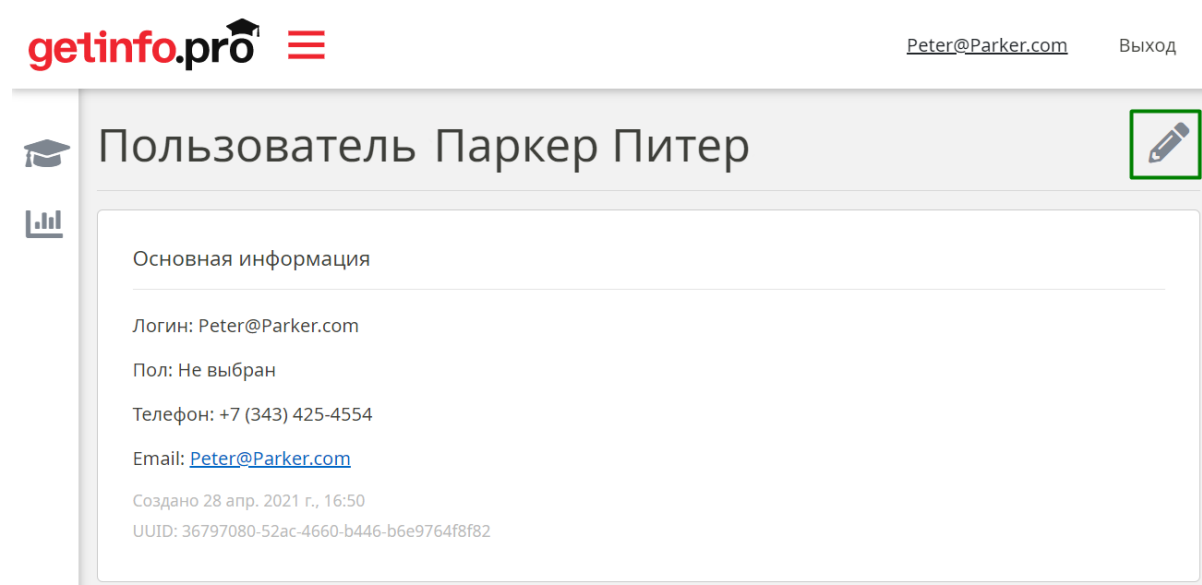 getinfo.pro
Peter@Parker.com Выход
Пользователь Паркер Питер
Основная информация
Логин: Peter@Parker.com
Пол: Не выбран
Телефон: +7 (343) 425-4554
Email: Peter@Parker.com
Создано 28 апр. 2021 г., 16:50
UUID: 36797080-52ac-4660-b446-b6e9764f8f82